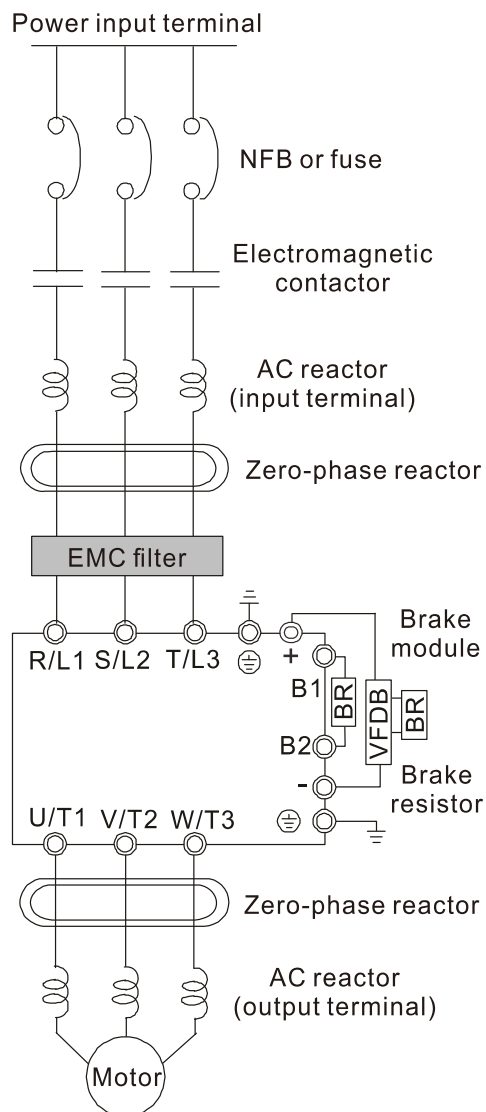 Power input terminal
NFB or fuse
Electromagnetic
contactor
AC reactor
(input terminal)
Zero-phase reactor
EMC filter
R/L1 S/L2 T/L3
+
Brake
module
B1
BR
VFDB
BR
B2
-
Brake
resistor
U/T1 V/T2 W/T3
Zero-phase reactor
AC reactor
(output terminal)
Motor